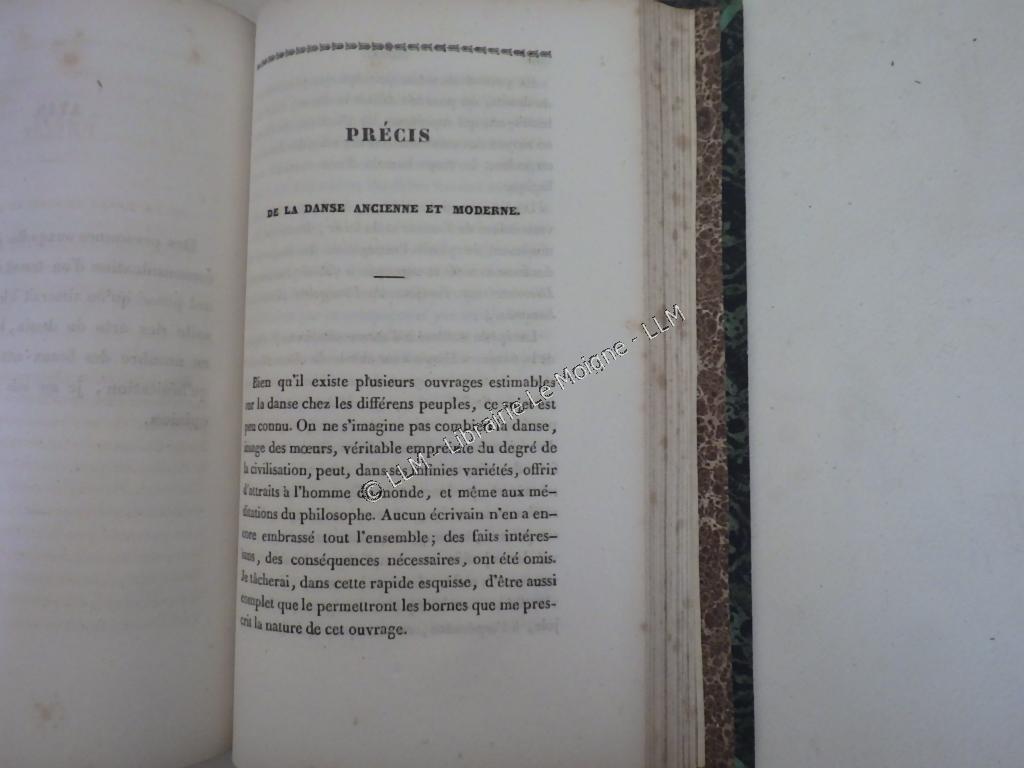 PRÉCIS
DE LA DANSE ANCIENNE ET MODERNE.
Bien qu'il existe plusieurs ouvrages estimables
sur la danse chez les différens peuples, ce sujet est
peu connu. On ne s'imagine pas combien la danse,
image des mœurs, véritable empreinte du degré de
la civilisation, peut, dans ses infinies variétés, offrir
d'attraits à l'homme du monde, et même aux mé-
ditations du philosophe. Aucun écrivain n'en a en-
core embrassé tout l'ensemble; des faits intéres-
sans, des conséquences nécessaires, ont été omis.
Je tâcherai, dans cette rapide esquisse, d'être aussi
complet que le permettront les bornes que me pres-
crit la nature de cet ouvrage.
© LLM - Librairie Le Moigne - LLM